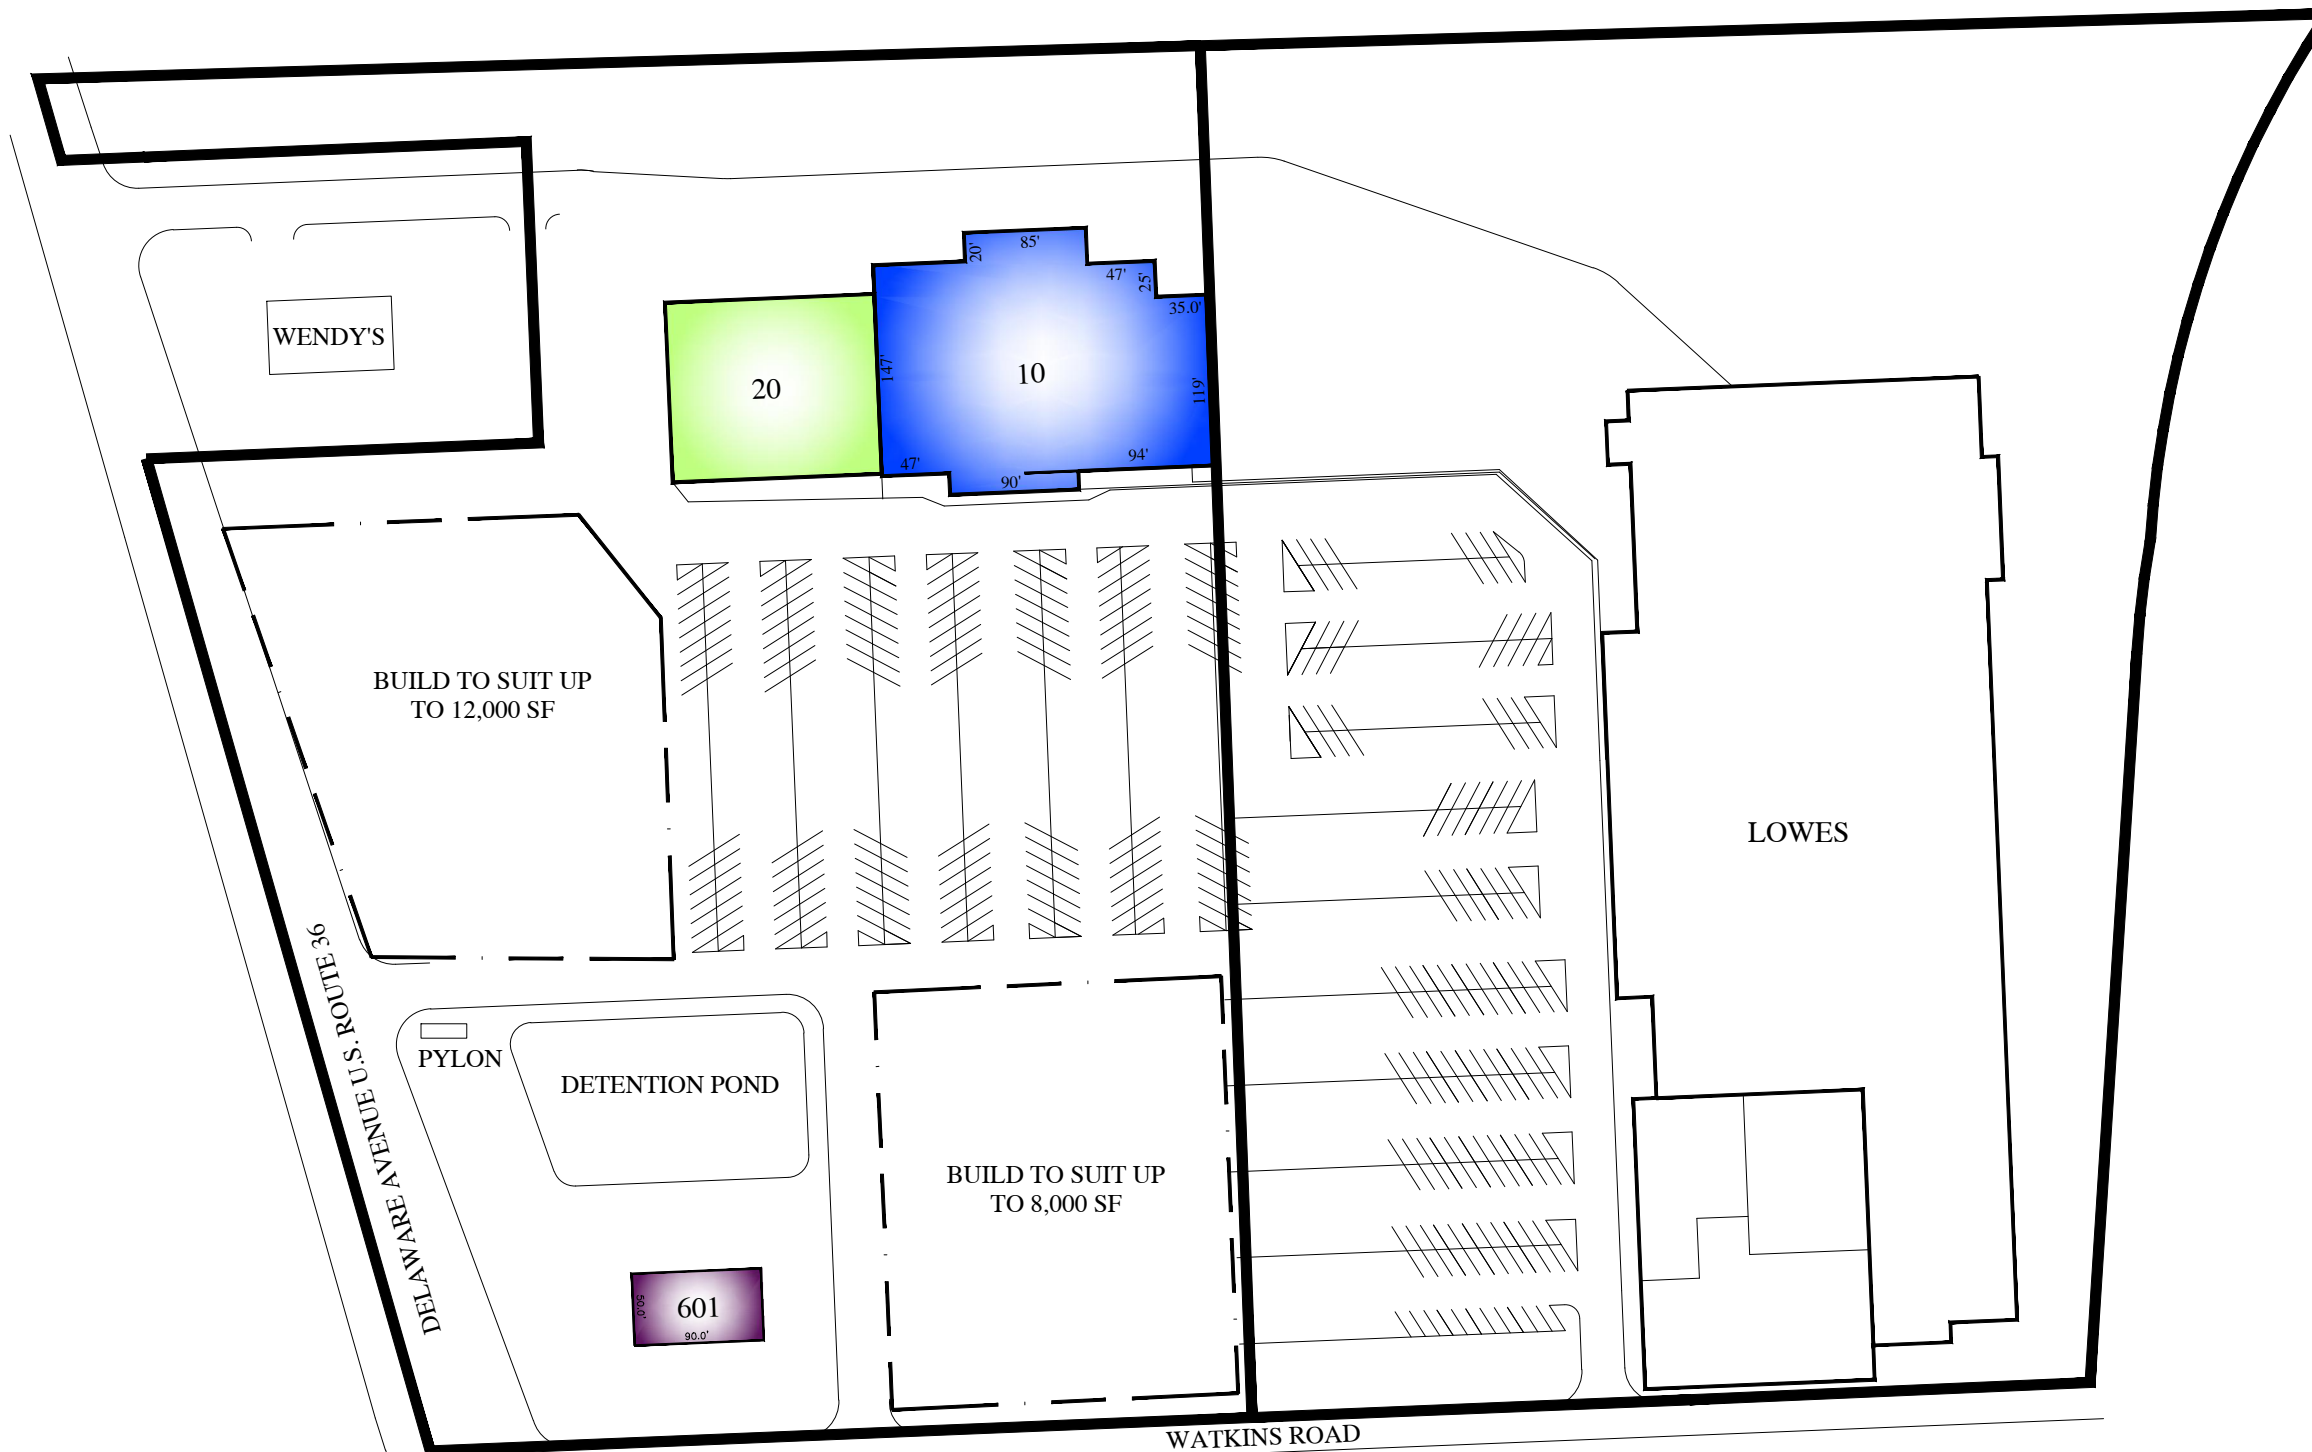 85'
20'
47'
25'
35.0'
WENDY'S
147'
10
20
119'
94'
47'
90'
BUILD TO SUIT UP
TO 12,000 SF
LOWES
DELAWARE AVENUE U.S. ROUTE 36
PYLON
DETENTION POND
BUILD TO SUIT UP
TO 8,000 SF
50.0'
601
90.0'
WATKINS ROAD